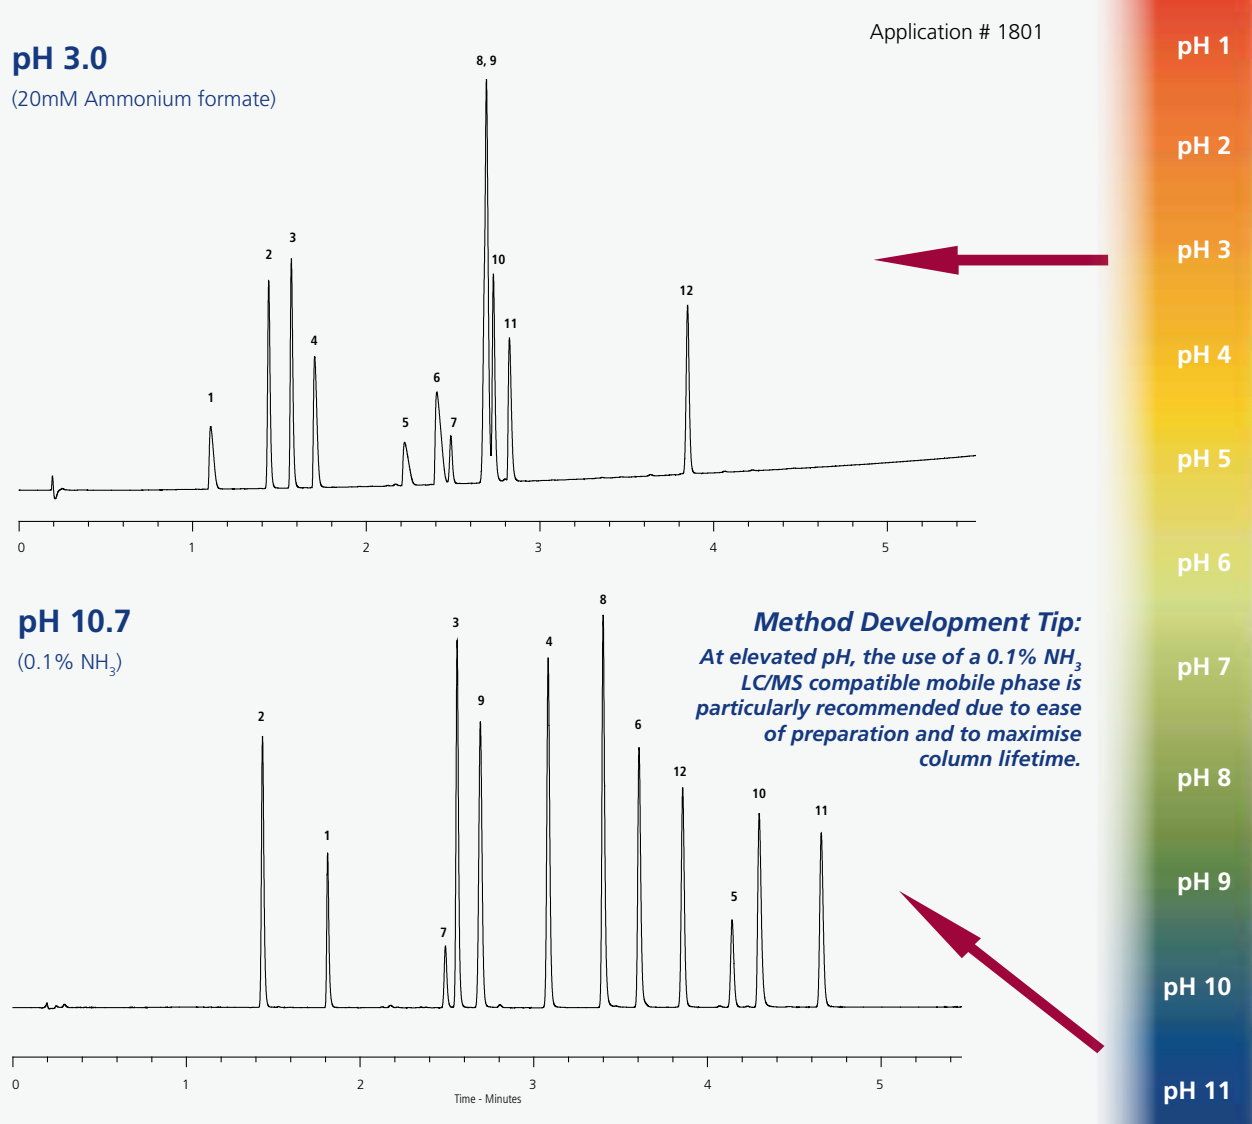 Application # 1801
pH 3.0
(20mM Ammonium formate)
8, 9
3
2
10
12
11
4
6
1
5
7
0 1 2 3 4 5
pH 10.7
(0.1% NH₃)
Method Development Tip:
At elevated pH, the use of a 0.1% NH₃
LC/MS compatible mobile phase is
particularly recommended due to ease
of preparation and to maximise
column lifetime.
8
3
4
9
2
6
12
10
11
1
5
7
0 1 2 3 4 5
Time - Minutes
pH 1
pH 2
pH 3
pH 4
pH 5
pH 6
pH 7
pH 8
pH 9
pH 10
pH 11